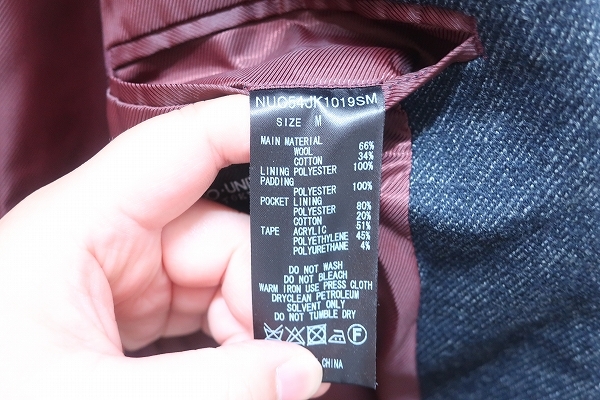 NUO54JK1019SM
SIZE M
MAIN MATERIAL
WOOL 66%
COTTON 34%
LINING POLYESTER 100%
PADDING
POLYESTER 100%
POCKET LINING
POLYESTER 80%
COTTON 20%
TAPE ACRYLIC 51%
POLYETHYLENE 45%
POLYURETHANE 4%
DO NOT WASH
DO NOT BLEACH
WARM IRON USE PRESS CLOTH
DRYCLEAN PETROLEUM
SOLVENT ONLY
DO NOT TUMBLE DRY
F
CHINA